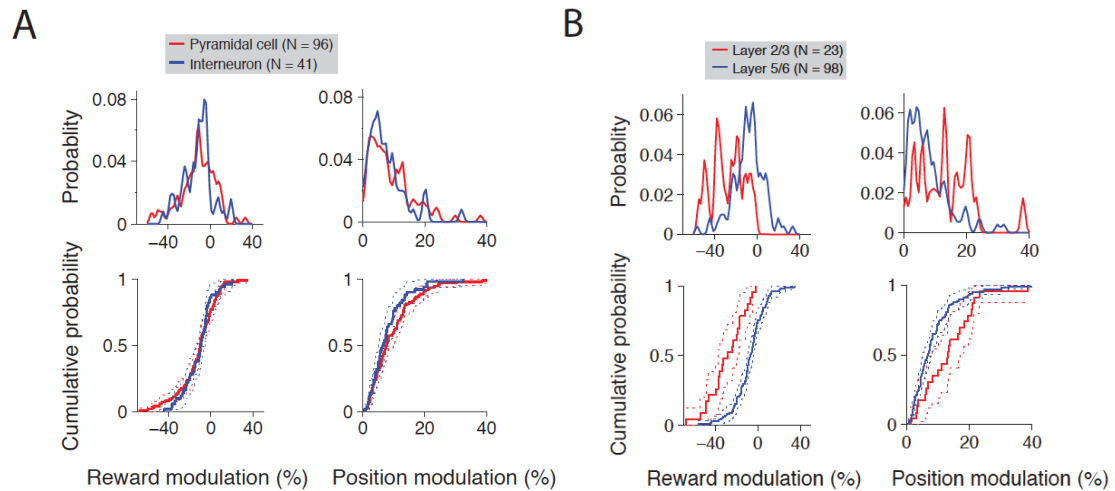 A
Pyramidal cell (N = 96)
Interneuron (N = 41)
0.08
0.04
0
Probablity
−40 0 40
0.08
0.04
0
0 20 40
1
0.5
0
Cumulative probability
−40 0 40
Reward modulation (%)
1
0.5
0
0 20 40
Position modulation (%)
B
Layer 2/3 (N = 23)
Layer 5/6 (N = 98)
0.06
0.04
0.02
0
Probablity
−40 0 40
0.06
0.04
0.02
0
0 20 40
1
0.5
0
Cumulative probability
−40 0 40
Reward modulation (%)
1
0.5
0
0 20 40
Position modulation (%)